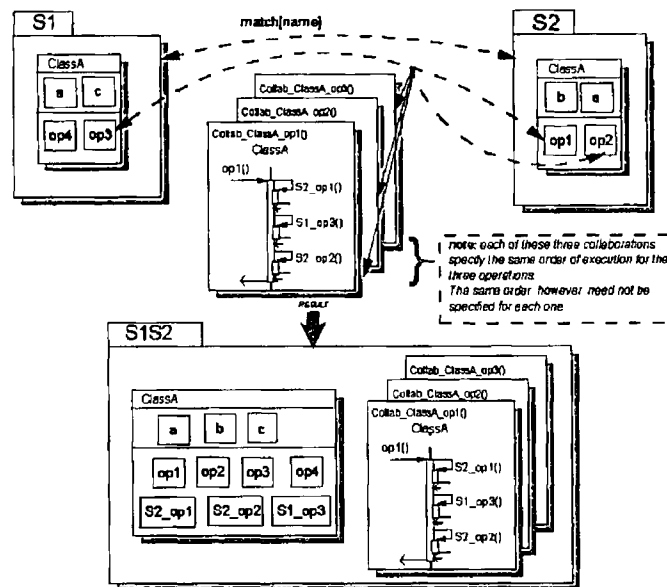 S1
match[name]
S2
ClassA
a c
op4 op3
Collab_ClassA_op3()
Collab_ClassA_op2()
Collab_ClassA_op1()
ClassA
op1()
S2_op1()
S1_op3()
S2_op2()
ClassA
b a
op1 op2
note: each of these three collaborations
specify the same order of execution for the
three operations.
The same order however need not be
specified for each one
RESULT
S1S2
ClassA
a b c
op1 op2 op3 op4
S2_op1 S2_op2 S1_op3
Collab_ClassA_op3()
Collab_ClassA_op2()
Collab_ClassA_op1()
ClassA
op1()
S2_op1()
S1_op3()
S2_op2()